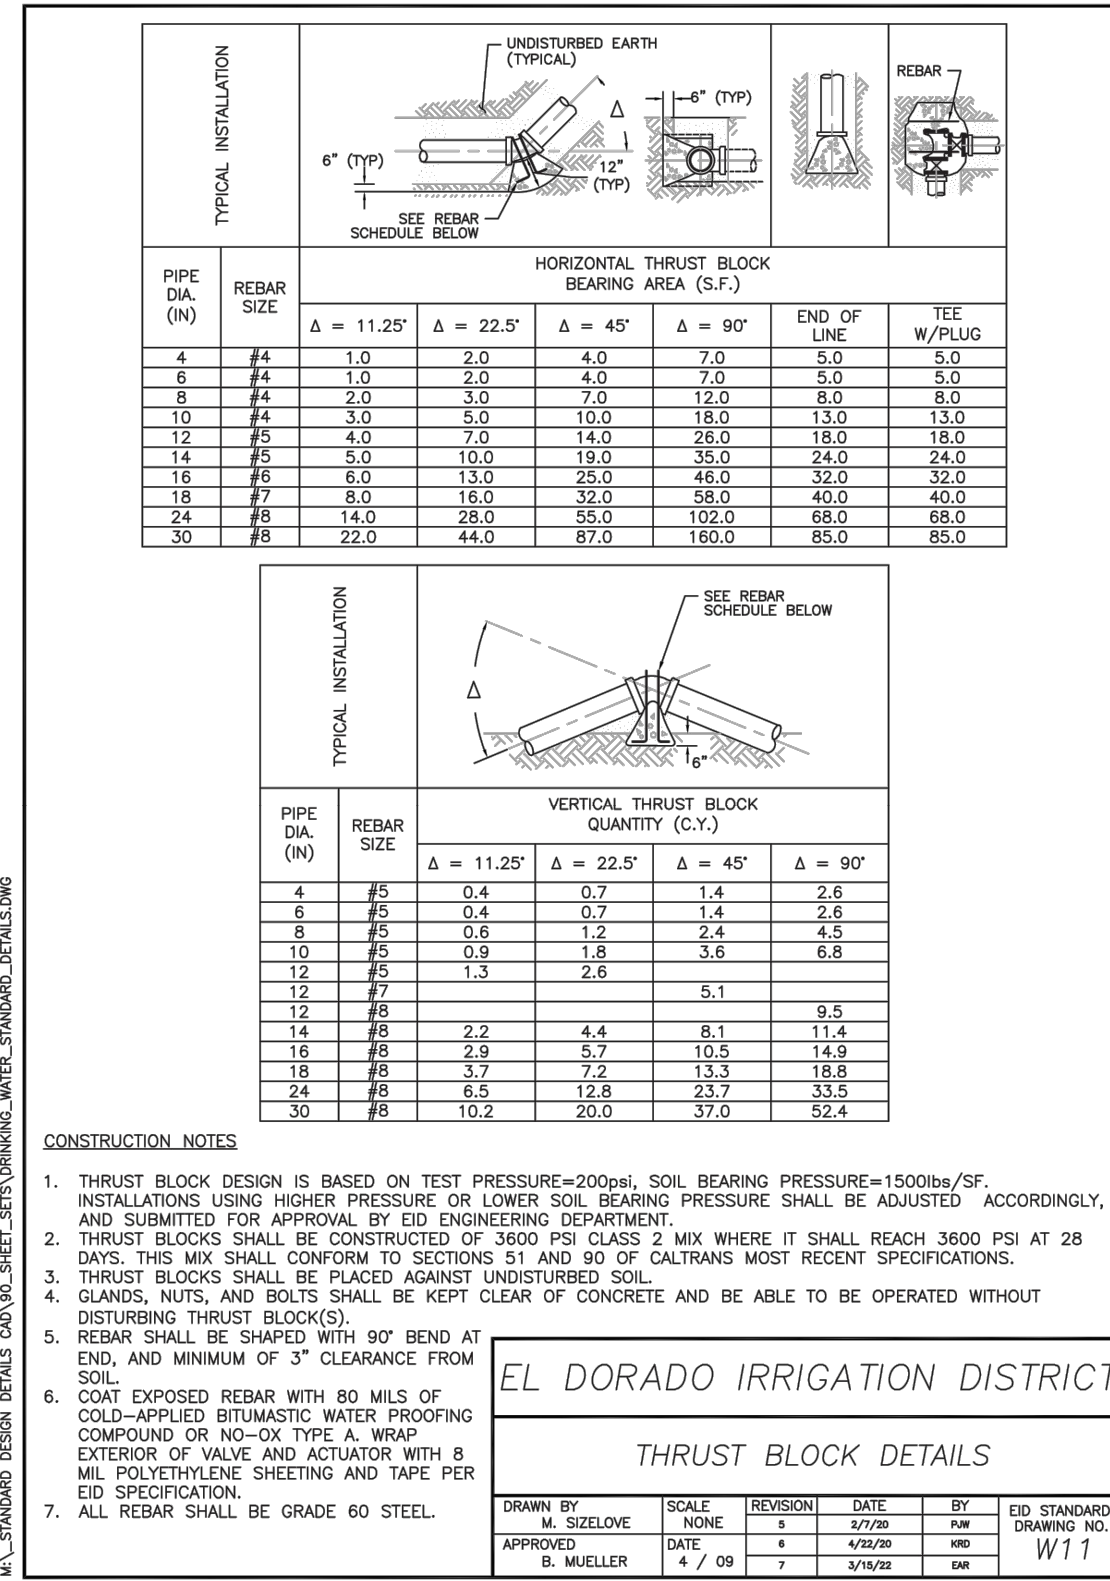 TYPICAL INSTALLATION
UNDISTURBED EARTH
(TYPICAL)
Δ
6" (TYP)
12"
(TYP)
SEE REBAR
SCHEDULE BELOW
6" (TYP)
REBAR
PIPE
DIA.
(IN)
REBAR
SIZE
HORIZONTAL THRUST BLOCK
BEARING AREA (S.F.)
Δ = 11.25° Δ = 22.5° Δ = 45° Δ = 90° END OF LINE TEE W/PLUG
4 #4 1.0 2.0 4.0 7.0 5.0 5.0
6 #4 1.0 2.0 4.0 7.0 5.0 5.0
8 #4 2.0 3.0 7.0 12.0 8.0 8.0
10 #4 3.0 5.0 10.0 18.0 13.0 13.0
12 #5 4.0 7.0 14.0 26.0 18.0 18.0
14 #5 5.0 10.0 19.0 35.0 24.0 24.0
16 #6 6.0 13.0 25.0 46.0 32.0 32.0
18 #7 8.0 16.0 32.0 58.0 40.0 40.0
24 #8 14.0 28.0 55.0 102.0 68.0 68.0
30 #8 22.0 44.0 87.0 160.0 85.0 85.0
TYPICAL INSTALLATION
SEE REBAR
SCHEDULE BELOW
Δ
6"
PIPE
DIA.
(IN)
REBAR
SIZE
VERTICAL THRUST BLOCK
QUANTITY (C.Y.)
Δ = 11.25° Δ = 22.5° Δ = 45° Δ = 90°
4 #5 0.4 0.7 1.4 2.6
6 #5 0.4 0.7 1.4 2.6
8 #5 0.6 1.2 2.4 4.5
10 #5 0.9 1.8 3.6 6.8
12 #5 1.3 2.6
12 #7 5.1
12 #8 9.5
14 #8 2.2 4.4 8.1 11.4
16 #8 2.9 5.7 10.5 14.9
18 #8 3.7 7.2 13.3 18.8
24 #8 6.5 12.8 23.7 33.5
30 #8 10.2 20.0 37.0 52.4
CONSTRUCTION NOTES
1. THRUST BLOCK DESIGN IS BASED ON TEST PRESSURE=200psi, SOIL BEARING PRESSURE=1500lbs/SF.
INSTALLATIONS USING HIGHER PRESSURE OR LOWER SOIL BEARING PRESSURE SHALL BE ADJUSTED ACCORDINGLY,
AND SUBMITTED FOR APPROVAL BY EID ENGINEERING DEPARTMENT.
2. THRUST BLOCKS SHALL BE CONSTRUCTED OF 3600 PSI CLASS 2 MIX WHERE IT SHALL REACH 3600 PSI AT 28
DAYS. THIS MIX SHALL CONFORM TO SECTIONS 51 AND 90 OF CALTRANS MOST RECENT SPECIFICATIONS.
3. THRUST BLOCKS SHALL BE PLACED AGAINST UNDISTURBED SOIL.
4. GLANDS, NUTS, AND BOLTS SHALL BE KEPT CLEAR OF CONCRETE AND BE ABLE TO BE OPERATED WITHOUT
DISTURBING THRUST BLOCK(S).
5. REBAR SHALL BE SHAPED WITH 90° BEND AT
END, AND MINIMUM OF 3" CLEARANCE FROM
SOIL.
6. COAT EXPOSED REBAR WITH 80 MILS OF
COLD-APPLIED BITUMASTIC WATER PROOFING
COMPOUND OR NO-OX TYPE A. WRAP
EXTERIOR OF VALVE AND ACTUATOR WITH 8
MIL POLYETHYLENE SHEETING AND TAPE PER
EID SPECIFICATION.
7. ALL REBAR SHALL BE GRADE 60 STEEL.
EL DORADO IRRIGATION DISTRICT
THRUST BLOCK DETAILS
DRAWN BY
M. SIZELOVE
SCALE
NONE
REVISION DATE BY
5 2/7/20 PJW
APPROVED
B. MUELLER
DATE
4 / 09
6 4/22/20 KRD
7 3/15/22 EAR
EID STANDARD
DRAWING NO.
W11
M:\_STANDARD DESIGN DETAILS CAD\90_SHEET_SETS\DRINKING_WATER_STANDARD_DETAILS.DWG